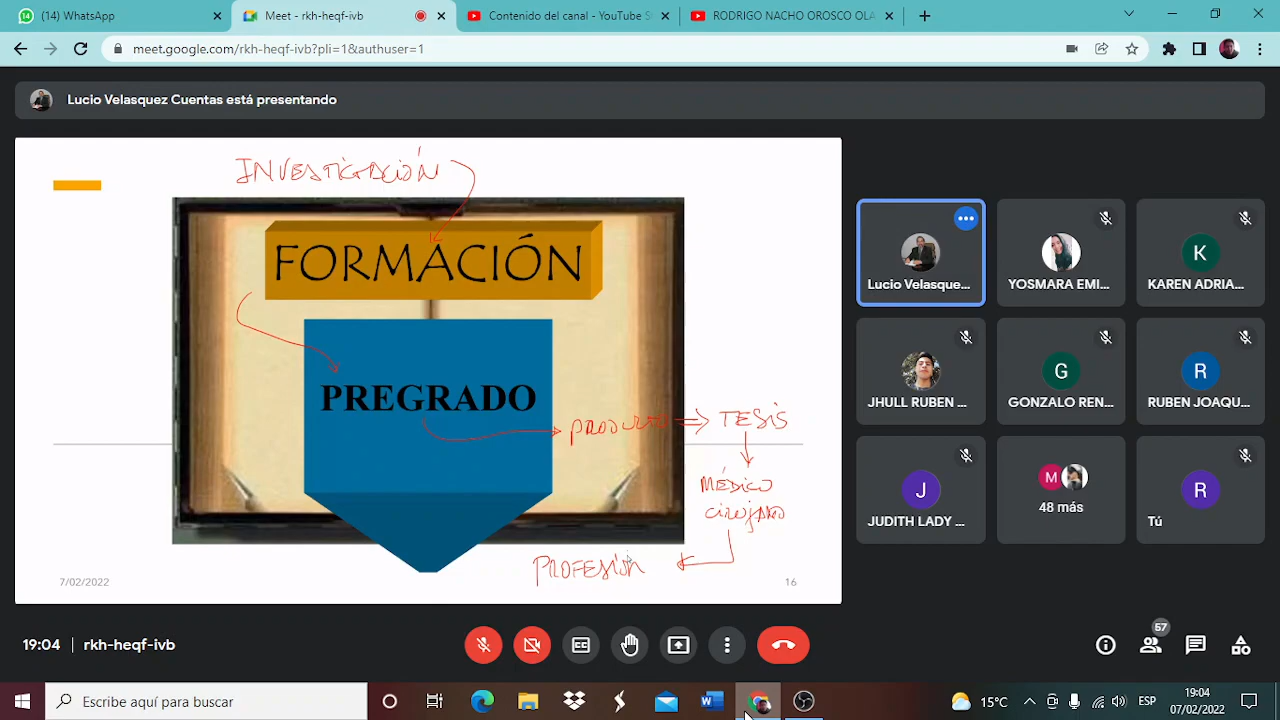 (14) WhatsApp
Meet - rkh-heqf-ivb
Contenido del canal - YouTube S
RODRIGO NACHO OROSCO OLA
meet.google.com/rkh-heqf-ivb?pli=1&authuser=1
Lucio Velasquez Cuentas está presentando
INVESTIGACIÓN
FORMACIÓN
PREGRADO
PRODUCTO => TESIS
MÉDICO
CIRUJANO
PROFESIÓN
7/02/2022
16
Lucio Velasque...
YOSMARA EMI...
K
KAREN ADRIA...
JHULL RUBEN ...
G
GONZALO REN...
R
RUBEN JOAQU...
J
JUDITH LADY ...
M
48 más
R
Tú
19:04 | rkh-heqf-ivb
67
Escribe aquí para buscar
15°C
ESP
19:04
07/02/2022